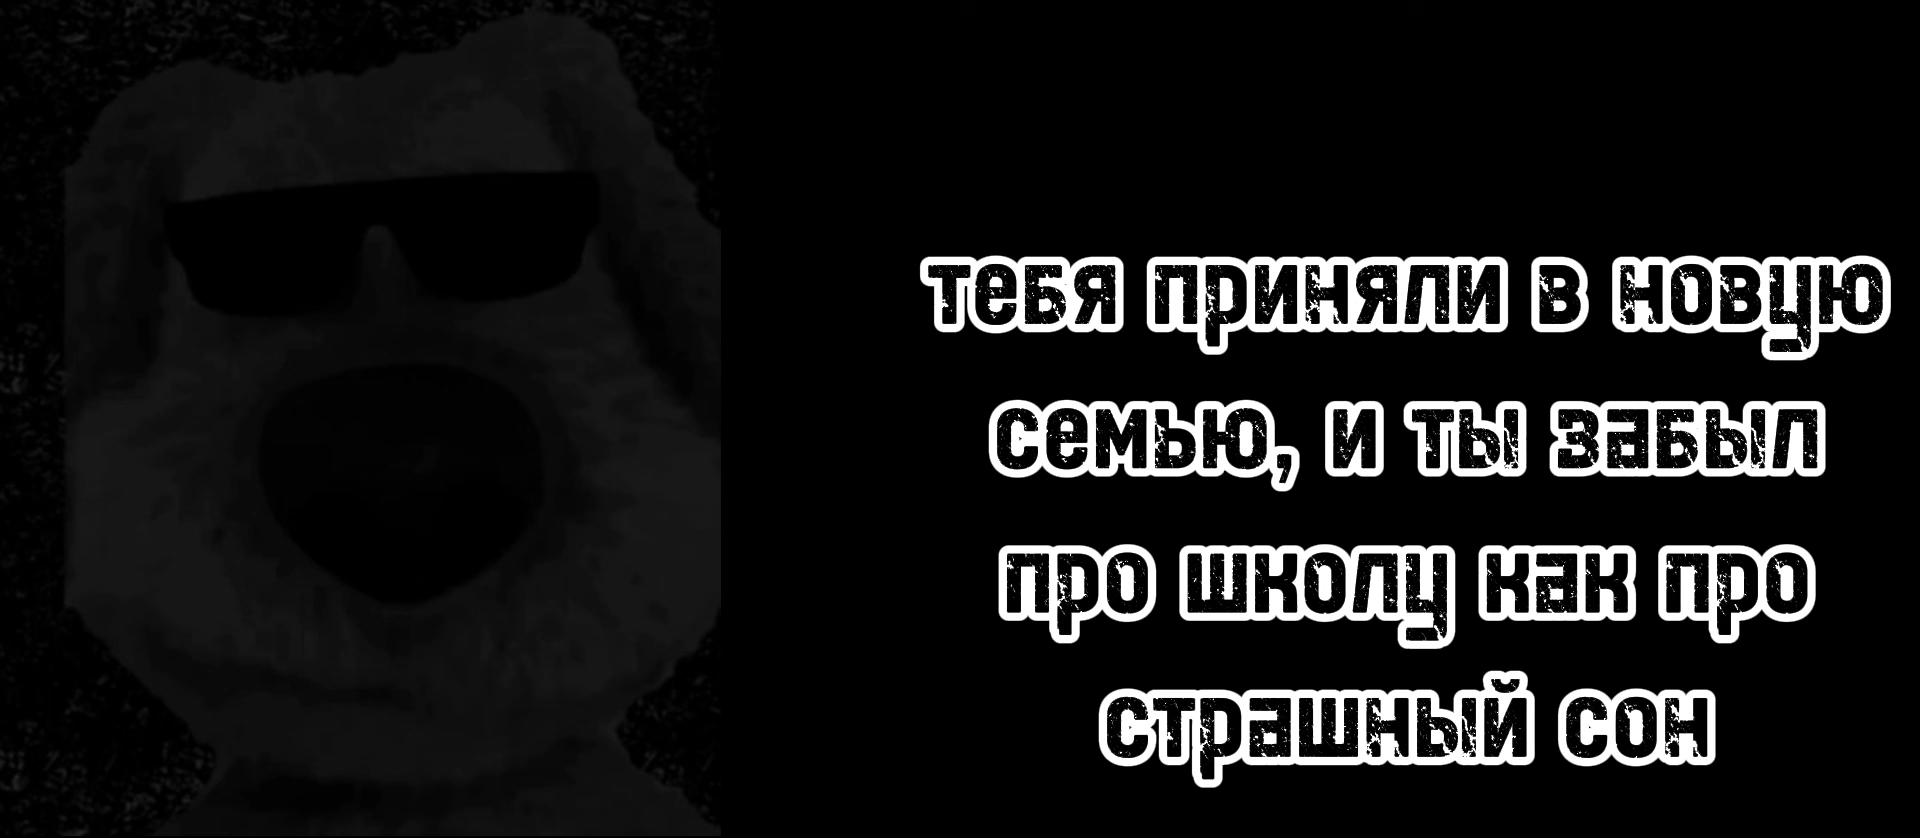 тебя приняли в новую
семью, и ты забыл
про школу как про
страшный сон